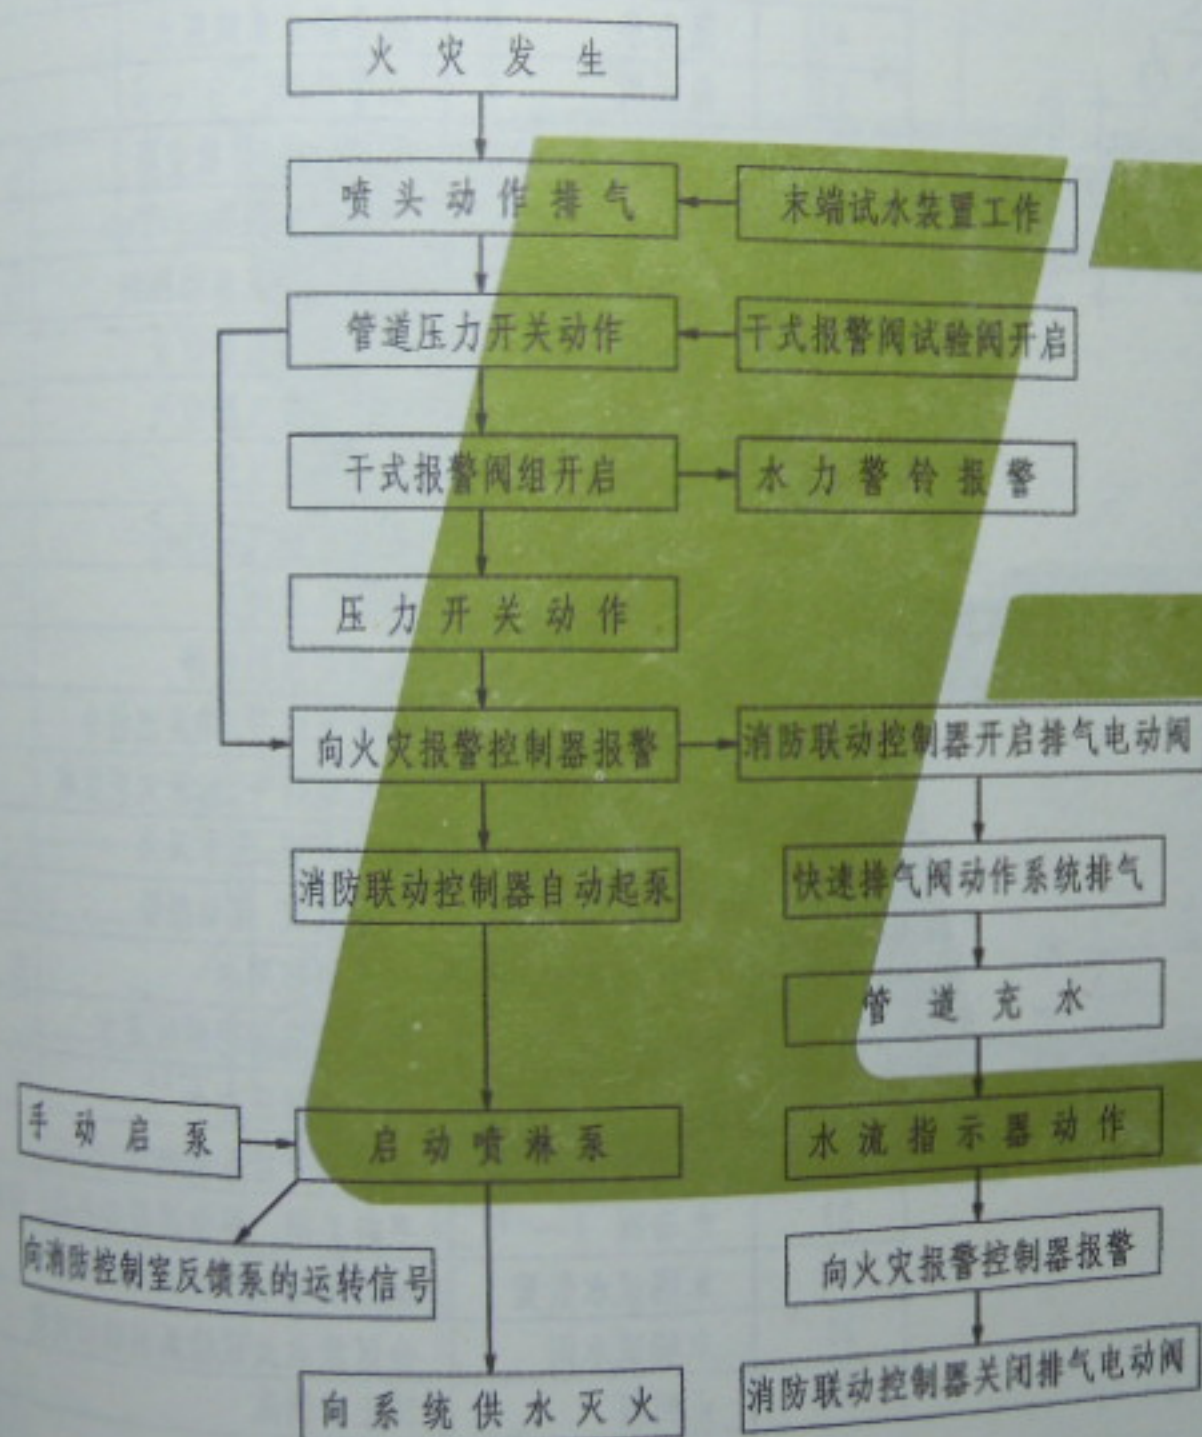 火灾发生
喷头动作排气
末端试水装置工作
管道压力开关动作
干式报警阀试验阀开启
干式报警阀组开启
水力警铃报警
压力开关动作
向火灾报警控制器报警
消防联动控制器开启排气电动阀
消防联动控制器自动起泵
快速排气阀动作系统排气
管道充水
手动启泵
启动喷淋泵
水流指示器动作
向消防控制室反馈泵的运转信号
向火灾报警控制器报警
向系统供水灭火
消防联动控制器关闭排气电动阀